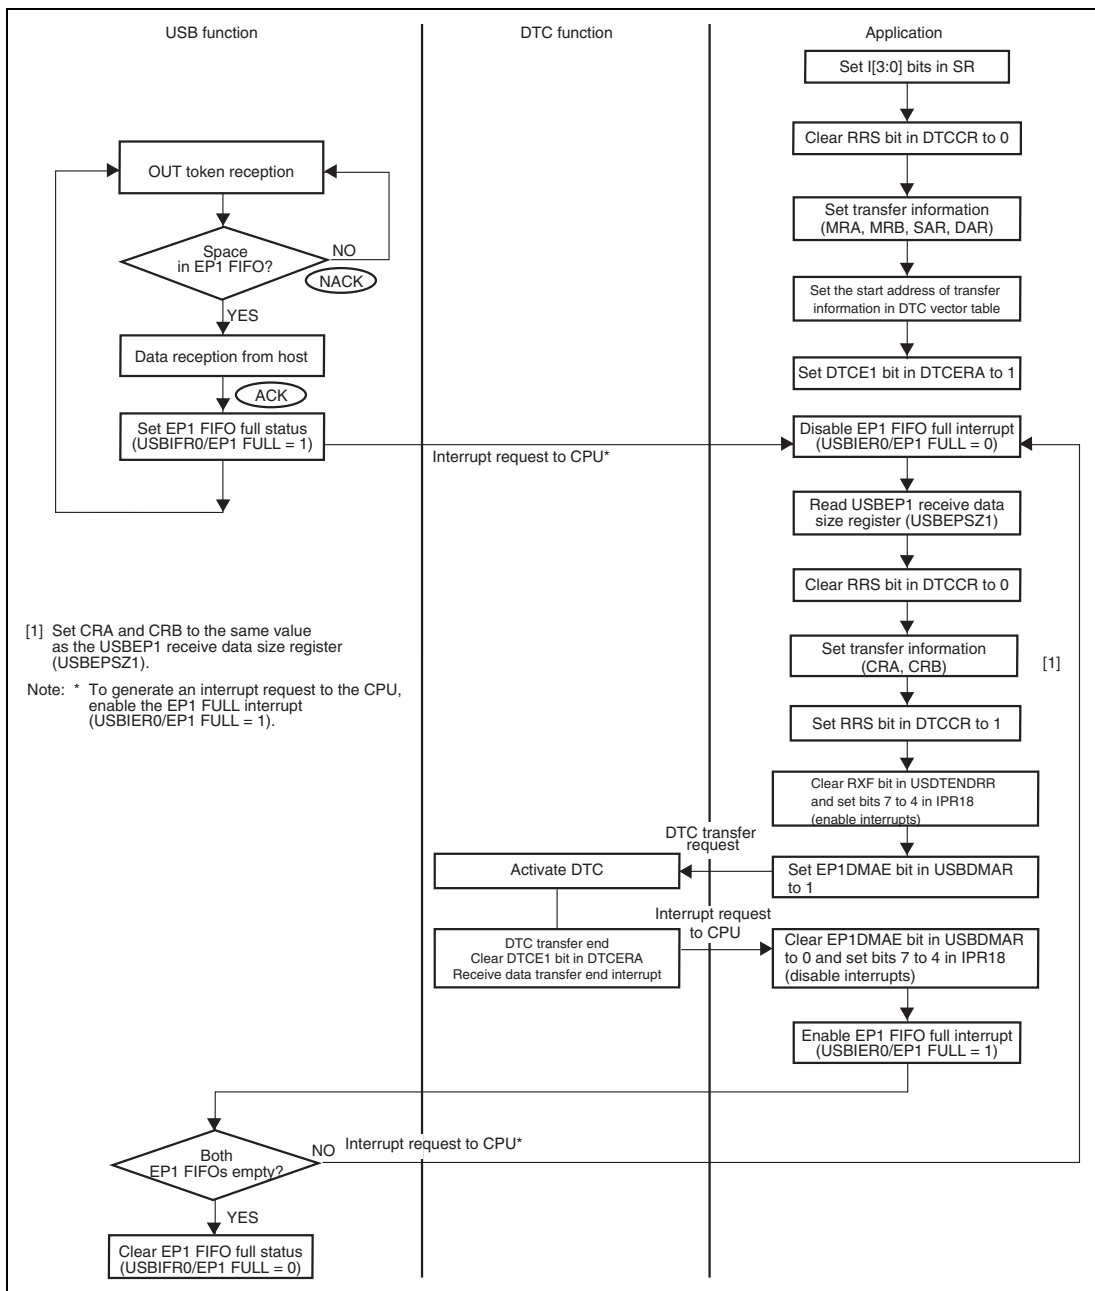 USB function
DTC function
Application
Set I[3:0] bits in SR
Clear RRS bit in DTCCR to 0
OUT token reception
Set transfer information
(MRA, MRB, SAR, DAR)
Space
in EP1 FIFO?
NO
NACK
YES
Set the start address of transfer
information in DTC vector table
Data reception from host
Set DTCE1 bit in DTCERA to 1
ACK
Set EP1 FIFO full status
(USBIFR0/EP1 FULL = 1)
Interrupt request to CPU*
Disable EP1 FIFO full interrupt
(USBIER0/EP1 FULL = 0)
Read USBEP1 receive data
size register (USBEPSZ1)
Clear RRS bit in DTCCR to 0
[1] Set CRA and CRB to the same value
as the USBEP1 receive data size register
(USBEPSZ1).
Note: * To generate an interrupt request to the CPU,
enable the EP1 FULL interrupt
(USBIER0/EP1 FULL = 1).
Set transfer information
(CRA, CRB)
[1]
Set RRS bit in DTCCR to 1
Clear RXF bit in USDTENDRR
and set bits 7 to 4 in IPR18
(enable interrupts)
DTC transfer
request
Activate DTC
Set EP1DMAE bit in USBDMAR
to 1
Interrupt request
to CPU
DTC transfer end
Clear DTCE1 bit in DTCERA
Receive data transfer end interrupt
Clear EP1DMAE bit in USBDMAR
to 0 and set bits 7 to 4 in IPR18
(disable interrupts)
Enable EP1 FIFO full interrupt
(USBIER0/EP1 FULL = 1)
Both
EP1 FIFOs empty?
NO
Interrupt request to CPU*
YES
Clear EP1 FIFO full status
(USBIFR0/EP1 FULL = 0)